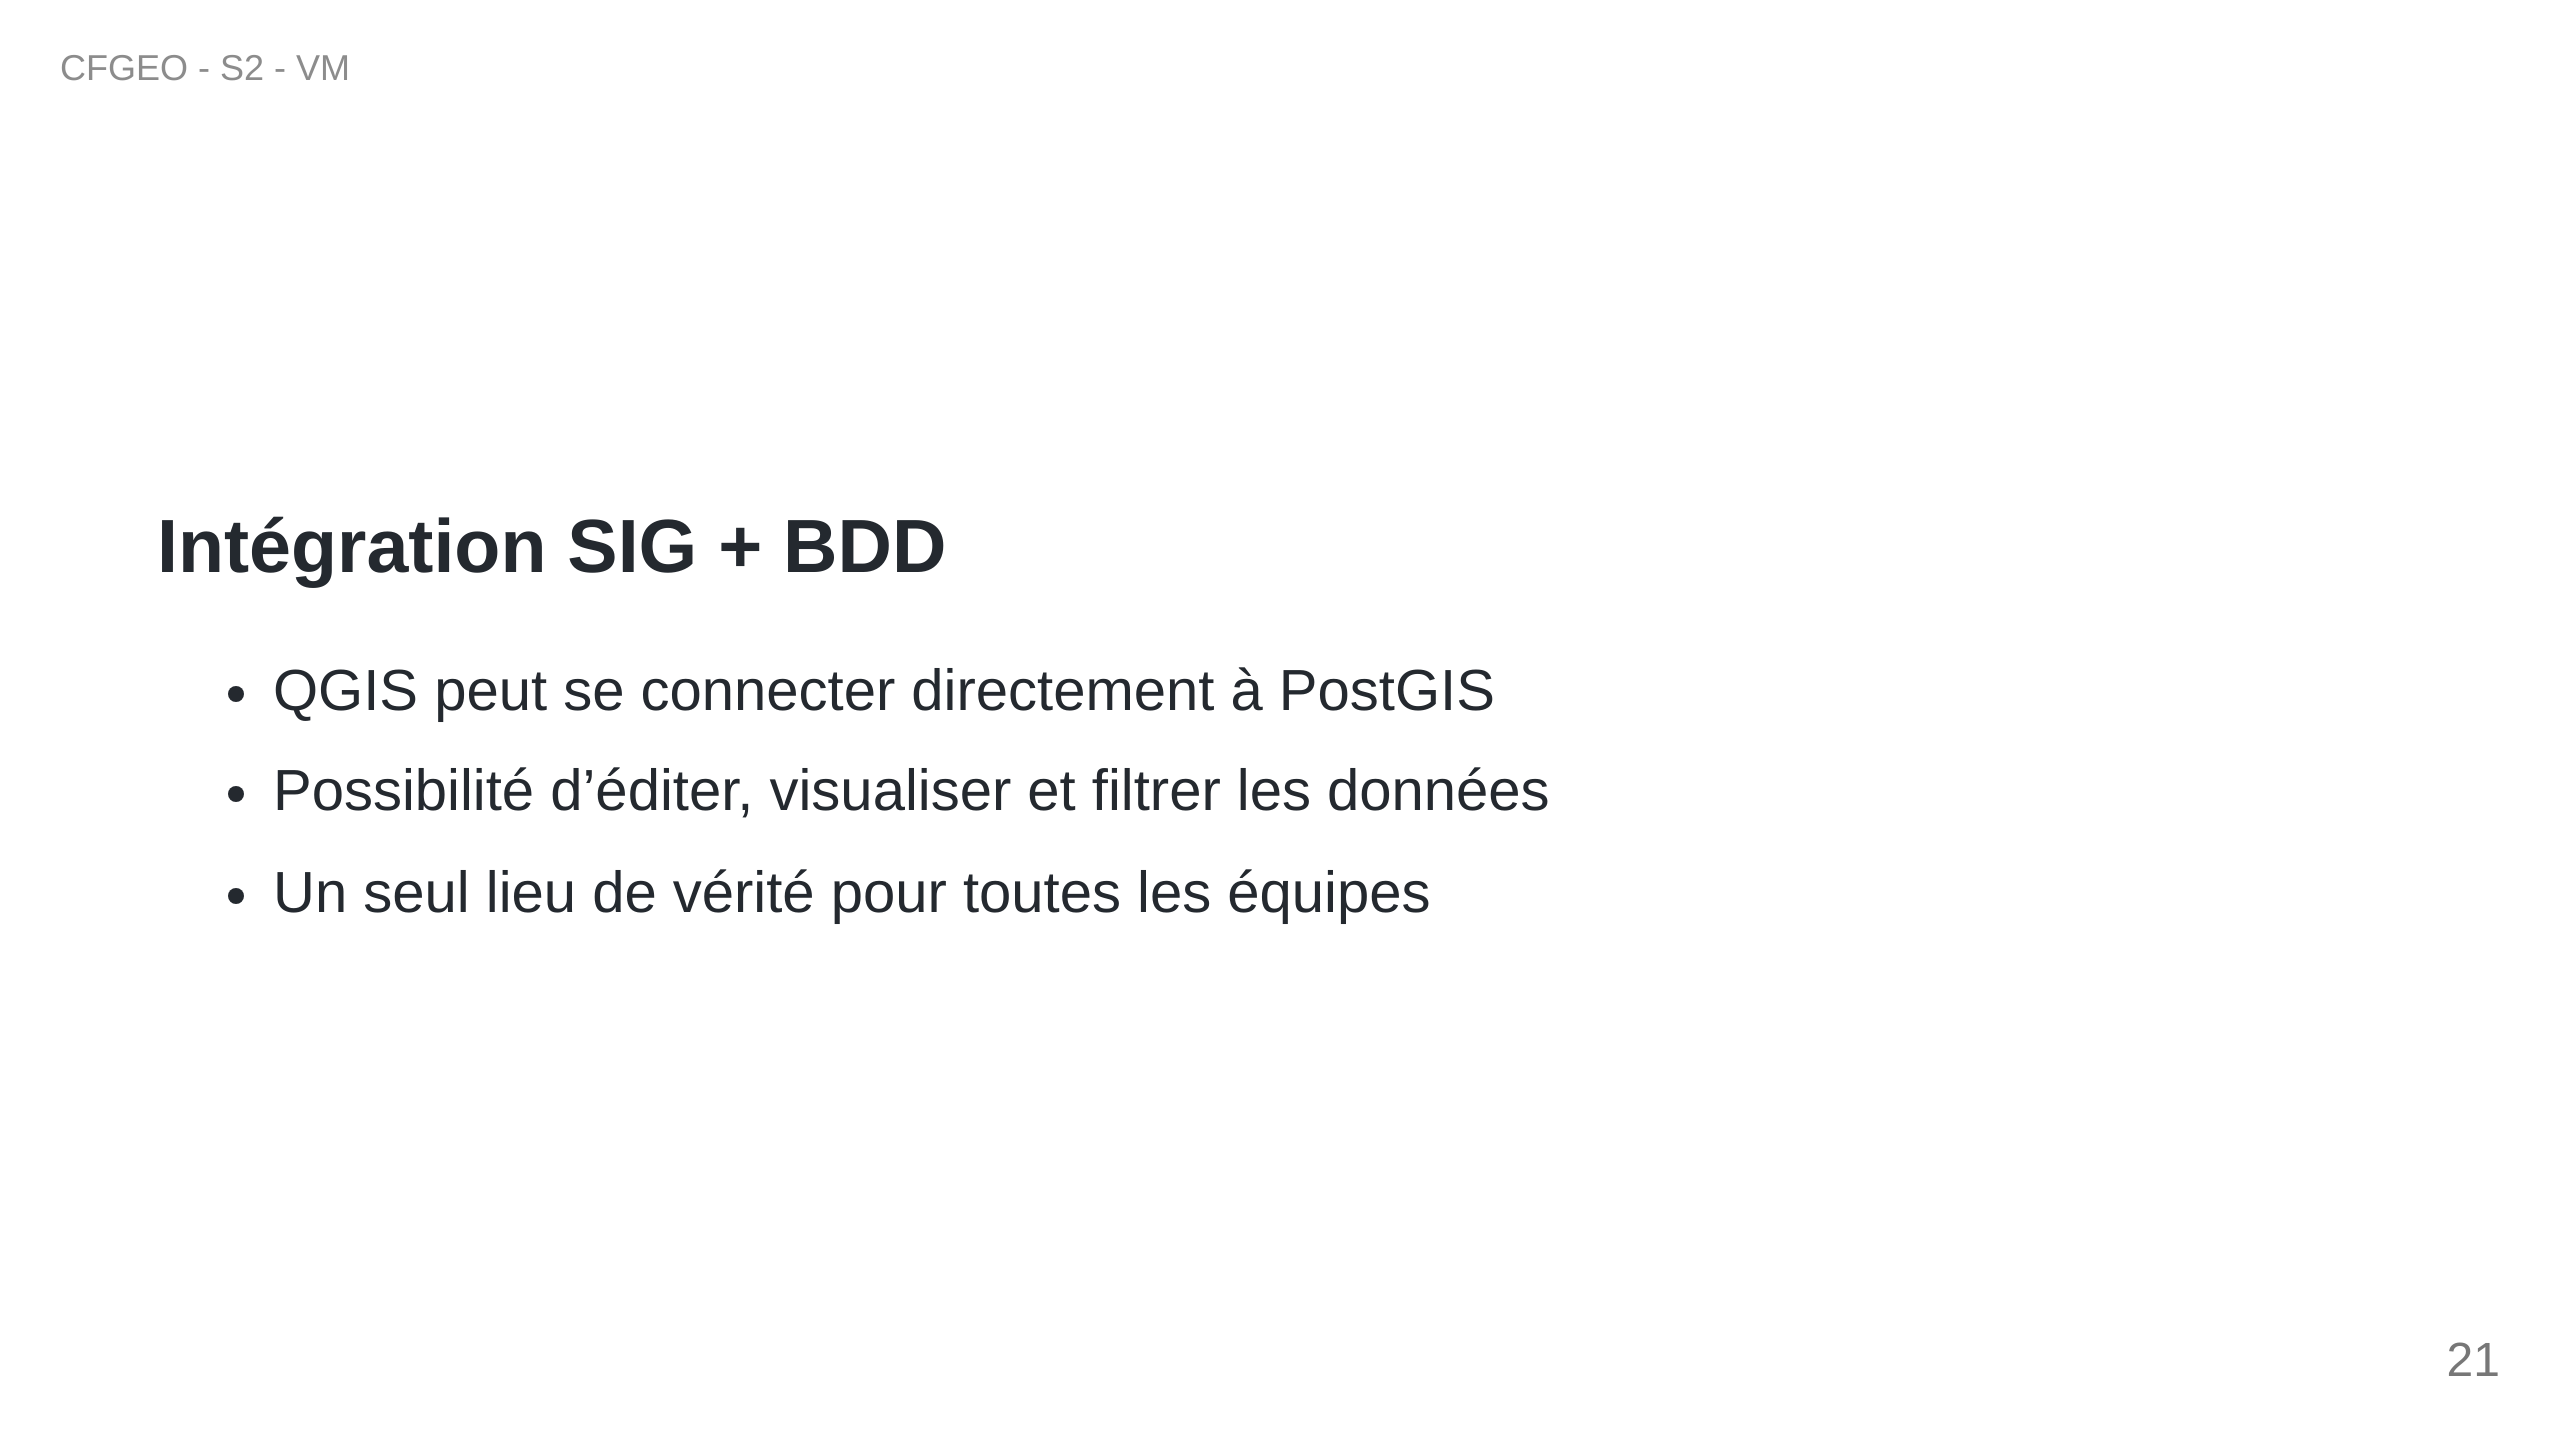 CFGEO - S2 - VM
Intégration SIG + BDD
• QGIS peut se connecter directement à PostGIS
• Possibilité d’éditer, visualiser et filtrer les données
• Un seul lieu de vérité pour toutes les équipes
21